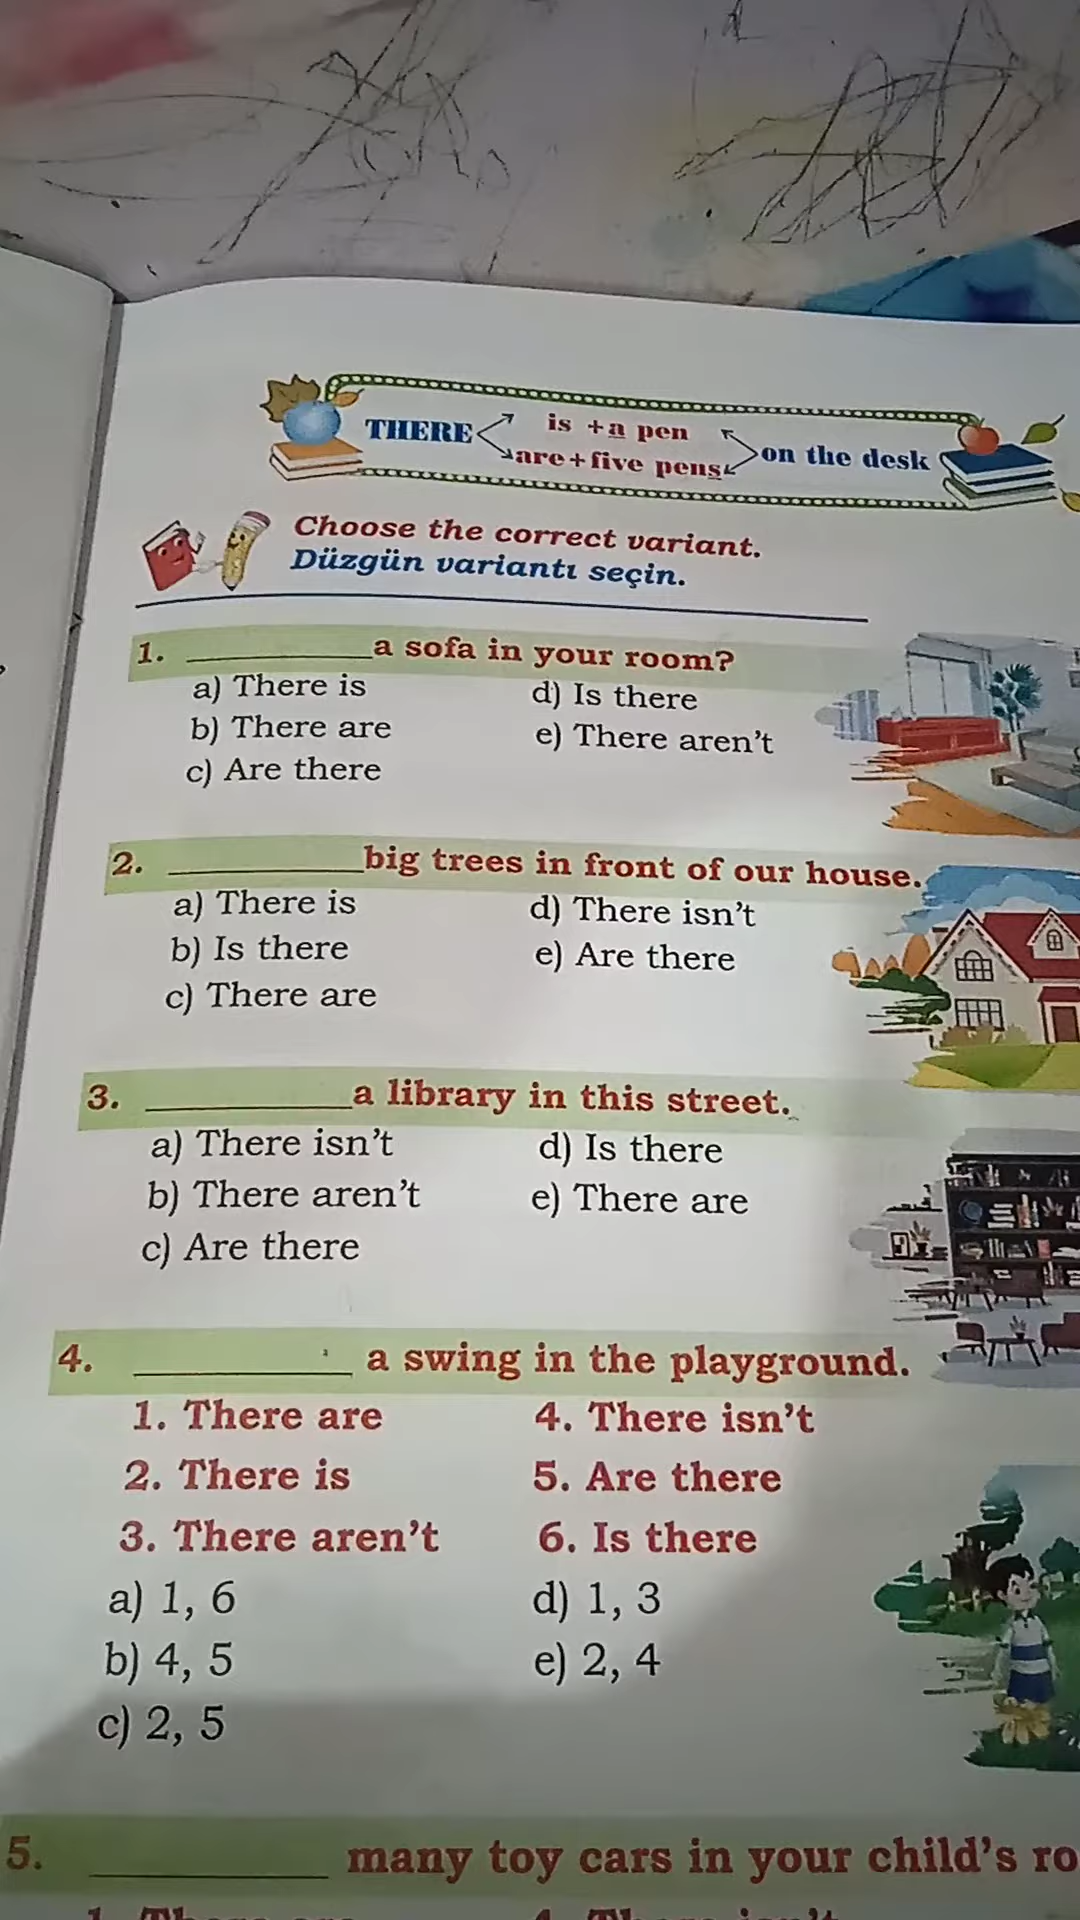 THERE is + a pen on the desk
are + five pens
Choose the correct variant.
Düzgün variantı seçin.
1. __________ a sofa in your room?
a) There is d) Is there
b) There are e) There aren't
c) Are there
2. __________ big trees in front of our house.
a) There is d) There isn't
b) Is there e) Are there
c) There are
3. __________ a library in this street.
a) There isn't d) Is there
b) There aren't e) There are
c) Are there
4. __________ a swing in the playground.
1. There are 4. There isn't
2. There is 5. Are there
3. There aren't 6. Is there
a) 1, 6 d) 1, 3
b) 4, 5 e) 2, 4
c) 2, 5
5. __________ many toy cars in your child's